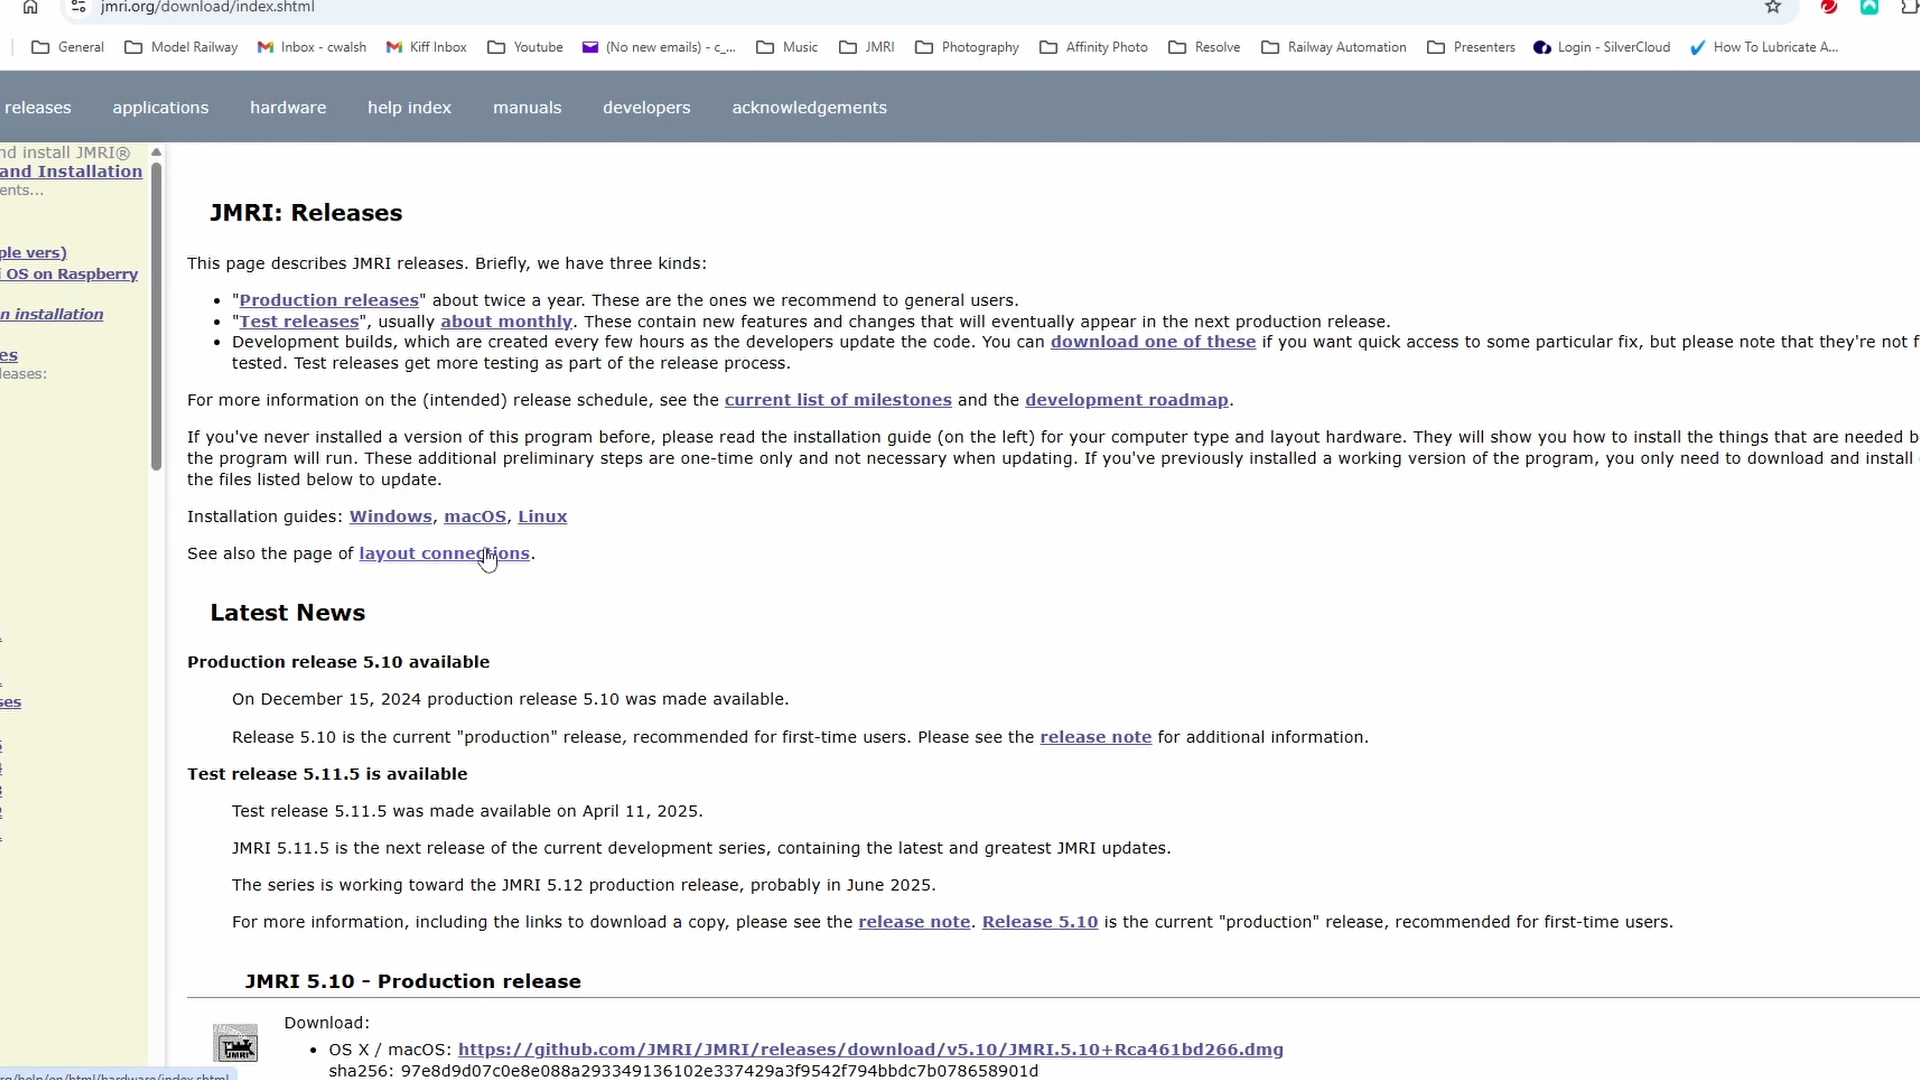 jmri.org/download/index.shtml
General Model Railway Inbox - cwalsh Kiff Inbox Youtube (No new emails) - c_... Music JMRI Photography Affinity Photo Resolve Railway Automation Presenters Login - SilverCloud How To Lubricate A...
releases applications hardware help index manuals developers acknowledgements
nd install JMRI®
and Installation
ents...
ple vers)
i OS on Raspberry
n installation
es
leases:
ses
JMRI: Releases
This page describes JMRI releases. Briefly, we have three kinds:
• "Production releases" about twice a year. These are the ones we recommend to general users.
• "Test releases", usually about monthly. These contain new features and changes that will eventually appear in the next production release.
• Development builds, which are created every few hours as the developers update the code. You can download one of these if you want quick access to some particular fix, but please note that they're not f
tested. Test releases get more testing as part of the release process.
For more information on the (intended) release schedule, see the current list of milestones and the development roadmap.
If you've never installed a version of this program before, please read the installation guide (on the left) for your computer type and layout hardware. They will show you how to install the things that are needed b
the program will run. These additional preliminary steps are one-time only and not necessary when updating. If you've previously installed a working version of the program, you only need to download and install
the files listed below to update.
Installation guides: Windows, macOS, Linux
See also the page of layout connections.
Latest News
Production release 5.10 available
On December 15, 2024 production release 5.10 was made available.
Release 5.10 is the current "production" release, recommended for first-time users. Please see the release note for additional information.
Test release 5.11.5 is available
Test release 5.11.5 was made available on April 11, 2025.
JMRI 5.11.5 is the next release of the current development series, containing the latest and greatest JMRI updates.
The series is working toward the JMRI 5.12 production release, probably in June 2025.
For more information, including the links to download a copy, please see the release note. Release 5.10 is the current "production" release, recommended for first-time users.
JMRI 5.10 - Production release
JMRI
Download:
• OS X / macOS: https://github.com/JMRI/JMRI/releases/download/v5.10/JMRI.5.10+Rca461bd266.dmg
sha256: 97e8d9d07c0e8e088a293349136102e337429a3f9542f794bbdc7b078658901d
rg/help/en/html/hardware/index.shtml